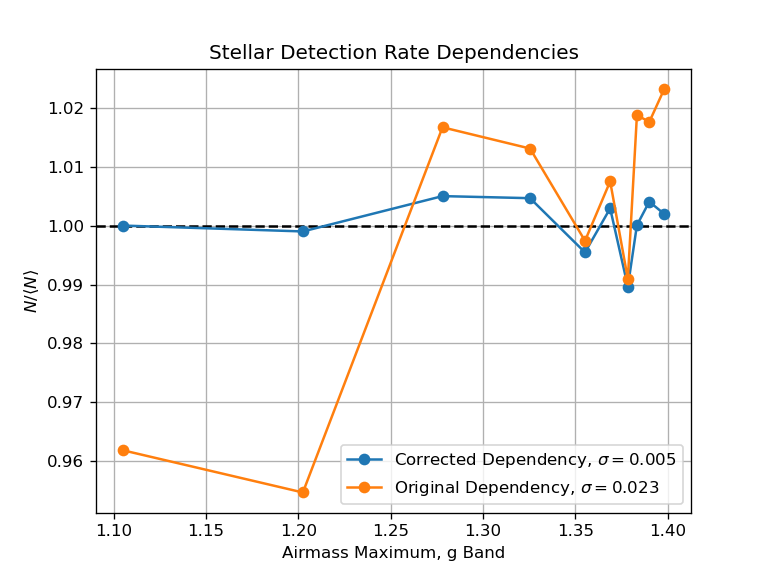 Stellar Detection Rate Dependencies
1.02
1.01
1.00
0.99
0.98
0.97
0.96
N/⟨N⟩
Corrected Dependency, σ = 0.005
Original Dependency, σ = 0.023
1.10 1.15 1.20 1.25 1.30 1.35 1.40
Airmass Maximum, g Band